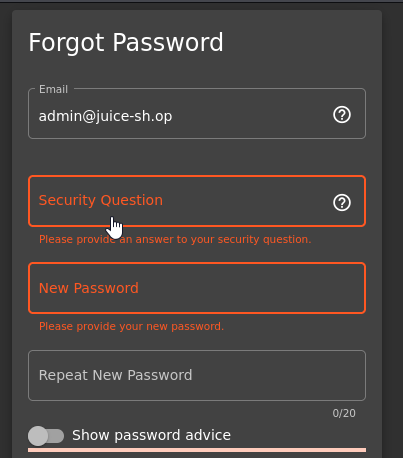 Forgot Password
Email
admin@juice-sh.op
Security Question
Please provide an answer to your security question.
New Password
Please provide your new password.
Repeat New Password
0/20
Show password advice